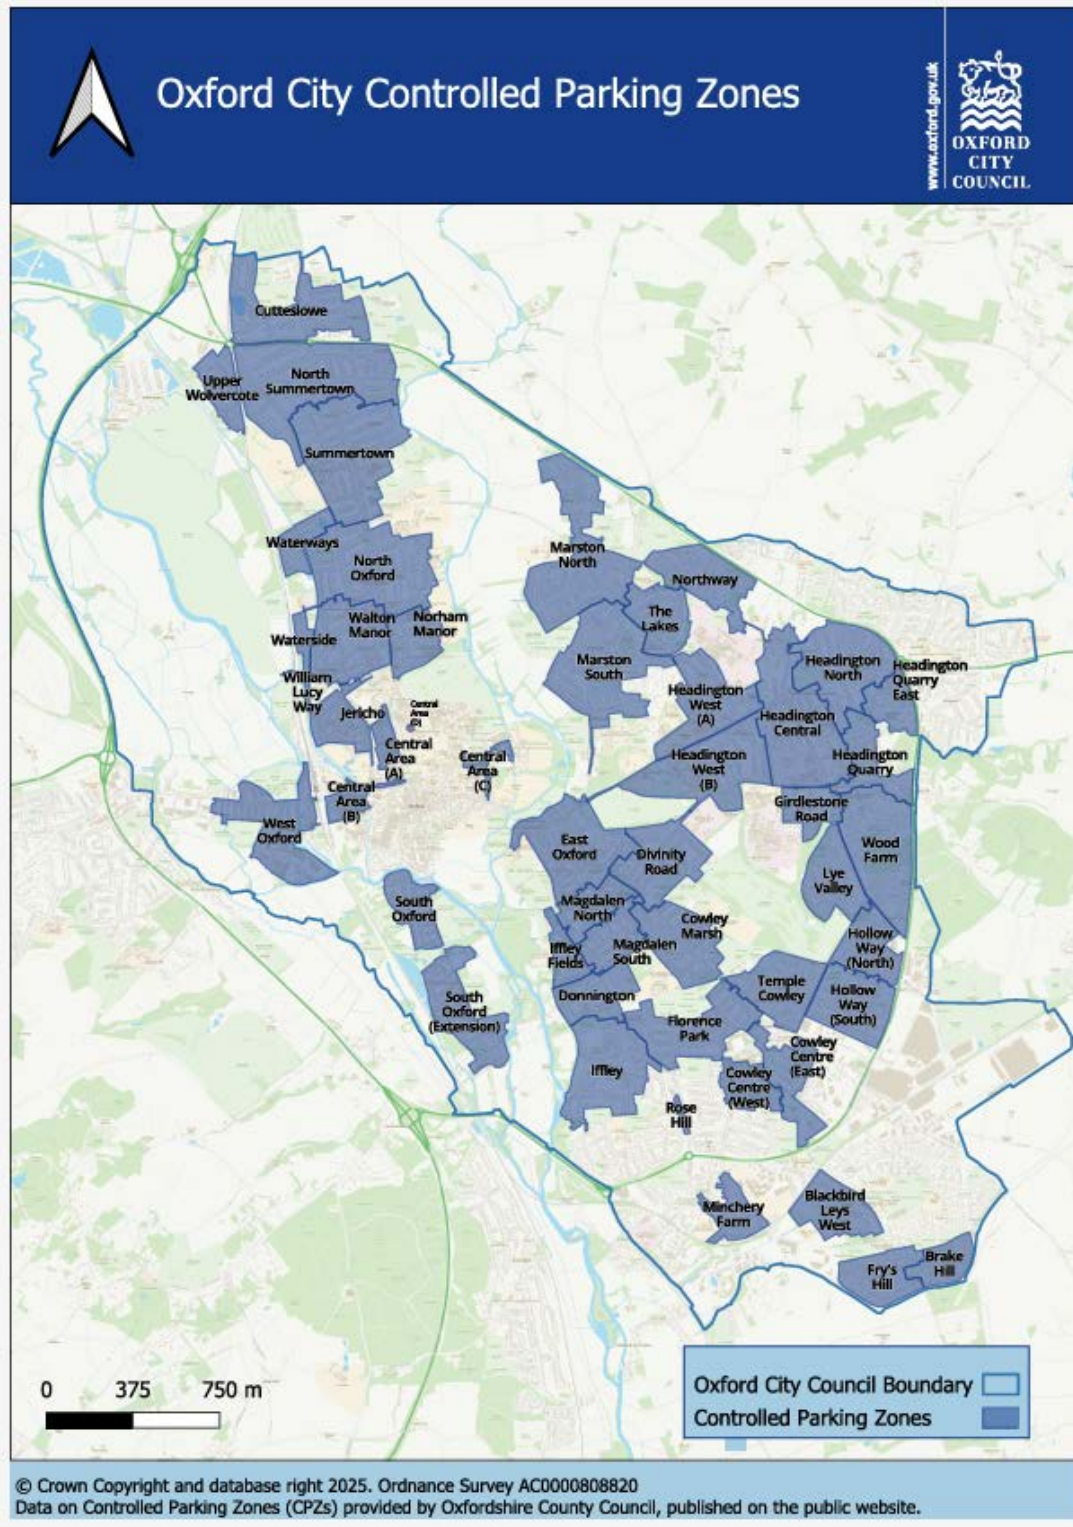 Oxford City Controlled Parking Zones
www.oxford.gov.uk
OXFORD
CITY
COUNCIL
Cutteslowe
North
Summertown
Upper
Wolvercote
Summertown
Waterways
North
Oxford
Marston
North
Northway
The
Lakes
Walton
Manor
Norham
Manor
Waterside
William
Lucy
Way
Jericho
Central
Area
(D)
Central
Area
(A)
Central
Area
(C)
Central
Area
(B)
West
Oxford
Marston
South
Headington
West
(A)
Headington
North
Headington
Quarry
East
Headington
Central
Headington
Quarry
Headington
West
(B)
Girdlestone
Road
Wood
Farm
Lye
Valley
East
Oxford
Divinity
Road
Magdalen
North
South
Oxford
Iffley
Fields
Magdalen
South
Cowley
Marsh
Hollow
Way
(North)
Donnington
Temple
Cowley
Hollow
Way
(South)
South
Oxford
(Extension)
Florence
Park
Cowley
Centre
(East)
Iffley
Cowley
Centre
(West)
Rose
Hill
Minchery
Farm
Blackbird
Leys
West
Fry's
Hill
Brake
Hill
0 375 750 m
Oxford City Council Boundary
Controlled Parking Zones
© Crown Copyright and database right 2025. Ordnance Survey AC0000808820
Data on Controlled Parking Zones (CPZs) provided by Oxfordshire County Council, published on the public website.